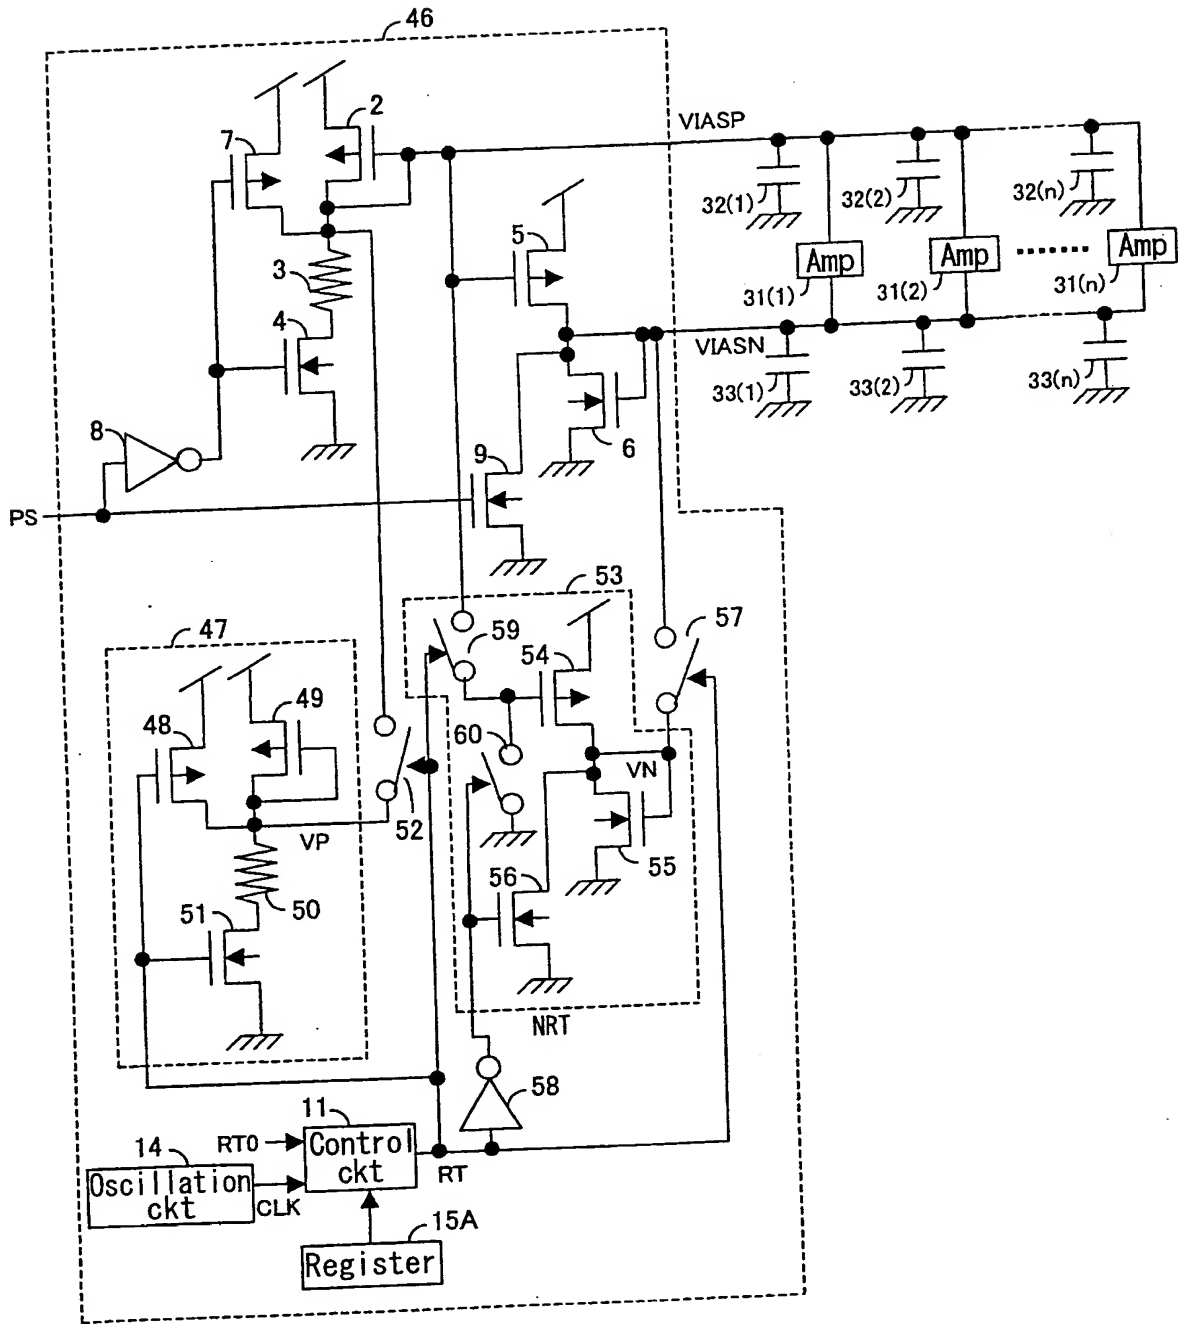 46
2
7
VIASP
32(1)
32(2)
32(n)
5
3
Amp
Amp
Amp
31(1)
31(2)
31(n)
4
VIASN
33(1)
33(2)
33(n)
8
6
9
PS
53
59
57
47
54
49
48
60
VN
52
VP
55
56
50
51
NRT
58
11
RT0
Control
ckt
14
RT
Oscillation
ckt
CLK
15A
Register